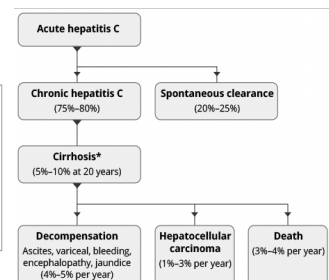 Acute hepatitis C
Chronic hepatitis C
(75%–80%)
Spontaneous clearance
(20%–25%)
Cirrhosis*
(5%–10% at 20 years)
Decompensation
Ascites, variceal, bleeding,
encephalopathy, jaundice
(4%–5% per year)
Hepatocellular
carcinoma
(1%–3% per year)
Death
(3%–4% per year)